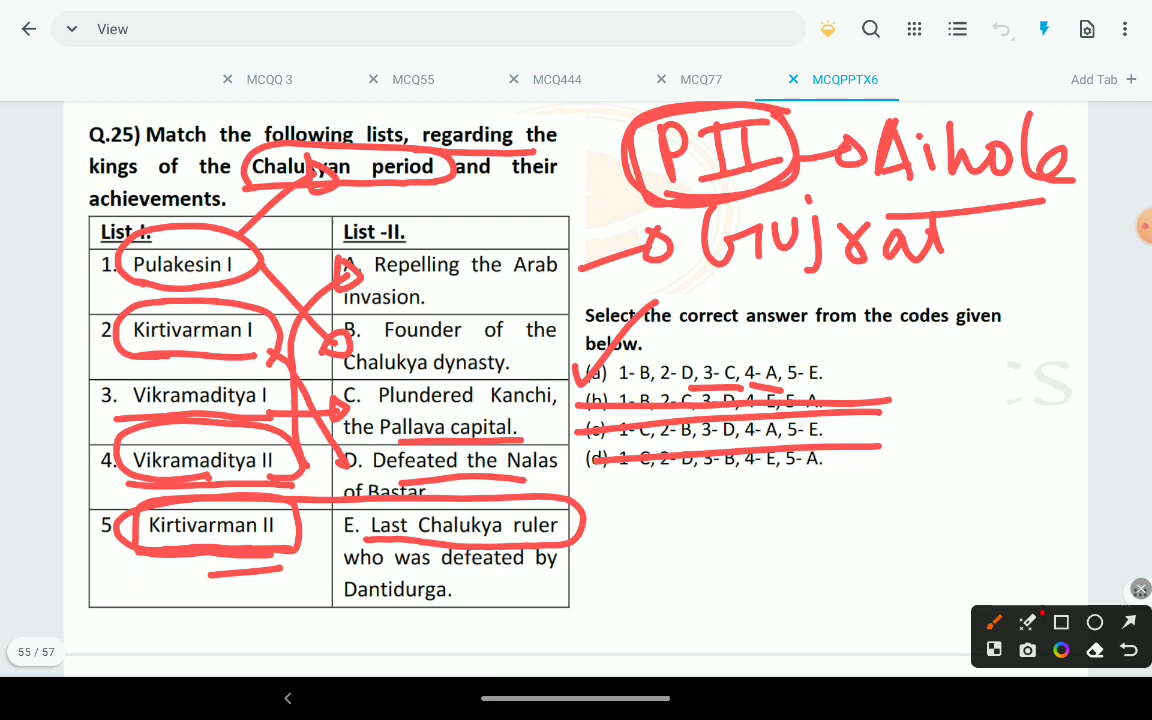 View
MCQQ 3
MCQ55
MCQ444
MCQ77
MCQPPTX6
Add Tab +
Q.25) Match the following lists, regarding the
kings of the Chalukyan period and their
achievements.
List-I.
List -II.
1. Pulakesin I
A. Repelling the Arab
invasion.
2. Kirtivarman I
B. Founder of the
Chalukya dynasty.
3. Vikramaditya I
C. Plundered Kanchi,
the Pallava capital.
4. Vikramaditya II
D. Defeated the Nalas
of Bastar.
5. Kirtivarman II
E. Last Chalukya ruler
who was defeated by
Dantidurga.
P II Aihole
Gujrat
Select the correct answer from the codes given
below.
(a) 1- B, 2- D, 3- C, 4- A, 5- E.
(b) 1- B, 2- C, 3- D, 4- E, 5- A.
(c) 1- C, 2- B, 3- D, 4- A, 5- E.
(d) 1- C, 2- D, 3- B, 4- E, 5- A.
CS
55 / 57